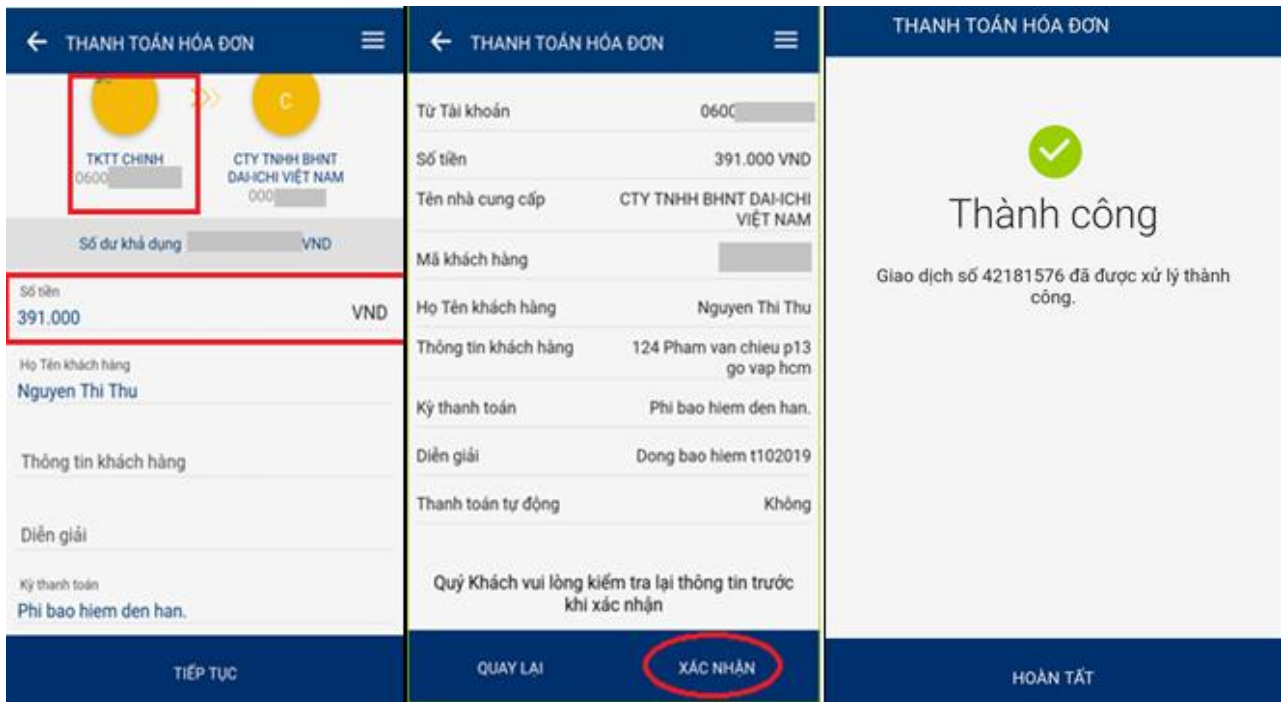 THANH TOÁN HÓA ĐƠN
C
TKTT CHINH
0600
CTY TNHH BHNT
DAI-ICHI VIỆT NAM
000
Số dư khả dụng VND
Số tiền
391.000 VND
Họ Tên khách hàng
Nguyen Thi Thu
Thông tin khách hàng
Diễn giải
Kỳ thanh toán
Phi bao hiem den han.
TIẾP TỤC
THANH TOÁN HÓA ĐƠN
Từ Tài khoản 0600
Số tiền 391.000 VND
Tên nhà cung cấp CTY TNHH BHNT DAI-ICHI
VIỆT NAM
Mã khách hàng
Họ Tên khách hàng Nguyen Thi Thu
Thông tin khách hàng 124 Pham van chieu p13
go vap hcm
Kỳ thanh toán Phi bao hiem den han.
Diễn giải Dong bao hiem t102019
Thanh toán tự động Không
Quý Khách vui lòng kiểm tra lại thông tin trước
khi xác nhận
QUAY LẠI XÁC NHẬN
THANH TOÁN HÓA ĐƠN
Thành công
Giao dịch số 42181576 đã được xử lý thành
công.
HOÀN TẤT